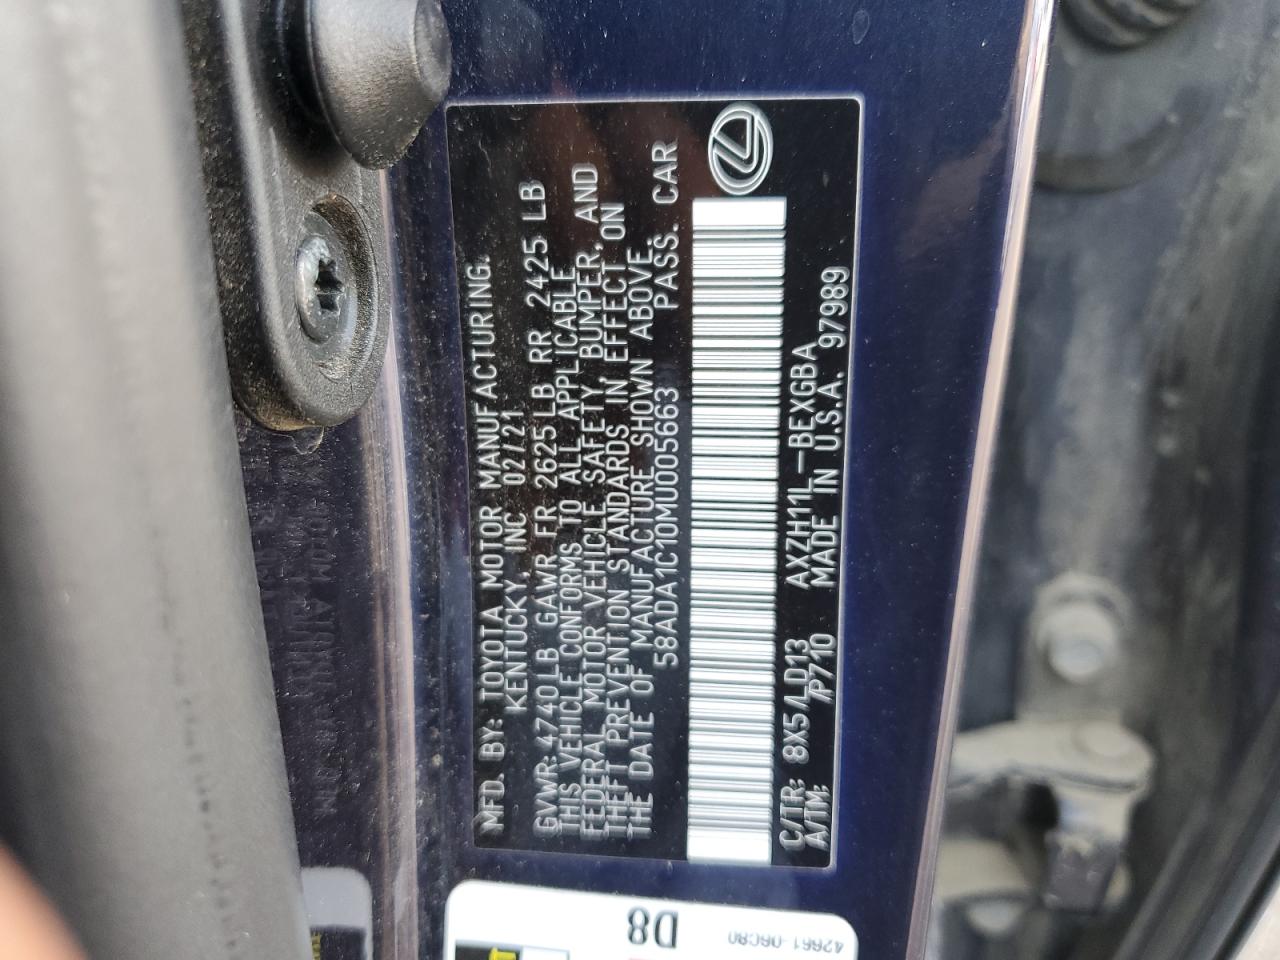 MFD. BY: TOYOTA MOTOR MANUFACTURING.
KENTUCKY, INC 02/21
GVWR: 4740 LB GAWR FR 2625 LB RR 2425 LB
THIS VEHICLE CONFORMS TO ALL APPLICABLE
FEDERAL MOTOR VEHICLE SAFETY, BUMPER, AND
THEFT PREVENTION STANDARDS IN EFFECT ON
THE DATE OF MANUFACTURE SHOWN ABOVE.
58ADA1C10MU005663 PASS. CAR
C/TR: 8X5/LD13 AXZH11L-BEXGBA
A/TM: /P710 MADE IN U.S.A. 97989
D8
42661-06C80